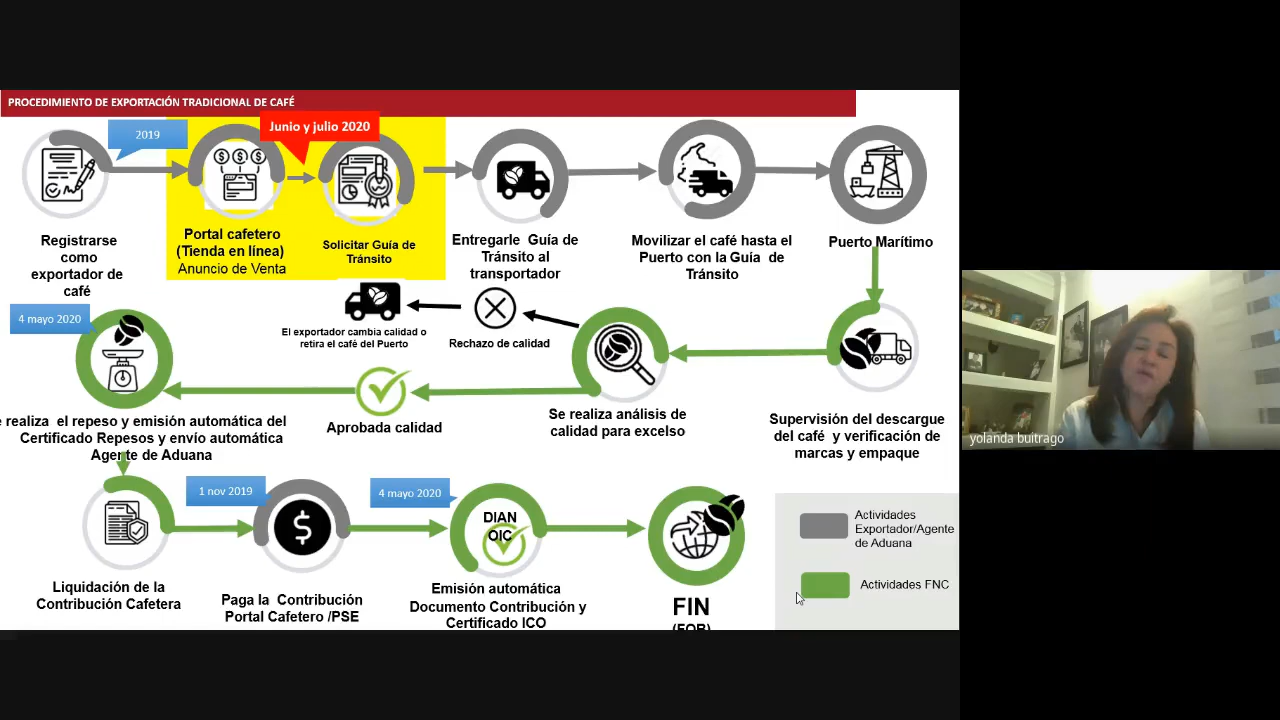 PROCEDIMIENTO DE EXPORTACIÓN TRADICIONAL DE CAFÉ
2019
Junio y julio 2020
Registrarse
como
exportador de
café
Portal cafetero
(Tienda en línea)
Anuncio de Venta
Solicitar Guía de
Tránsito
Entregarle Guía de
Tránsito al
transportador
Movilizar el café hasta el
Puerto con la Guía de
Tránsito
Puerto Marítimo
4 mayo 2020
El exportador cambia calidad o
retira el café del Puerto
Rechazo de calidad
e realiza el repeso y emisión automática del
Certificado Repesos y envío automática
Agente de Aduana
Aprobada calidad
Se realiza análisis de
calidad para excelso
Supervisión del descargue
del café y verificación de
marcas y empaque
yolanda buitrago
1 nov 2019
4 mayo 2020
$
DIAN
OIC
Liquidación de la
Contribución Cafetera
Paga la Contribución
Portal Cafetero /PSE
Emisión automática
Documento Contribución y
Certificado ICO
FIN
(FOB)
Actividades
Exportador/Agente
de Aduana
Actividades FNC